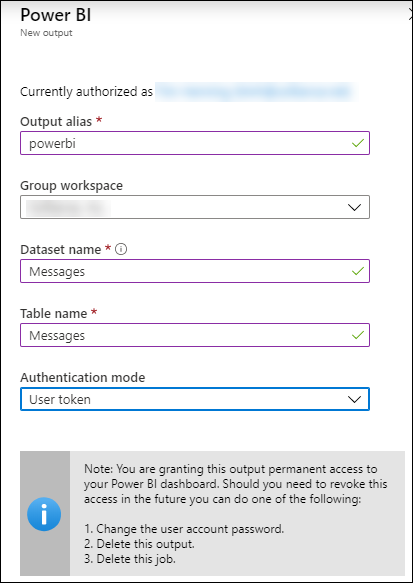 Power BI
New output
Currently authorized as
Output alias *
powerbi
Group workspace
Dataset name *
Messages
Table name *
Messages
Authentication mode
User token
Note: You are granting this output permanent access to
your Power BI dashboard. Should you need to revoke this
access in the future you can do one of the following:
1. Change the user account password.
2. Delete this output.
3. Delete this job.